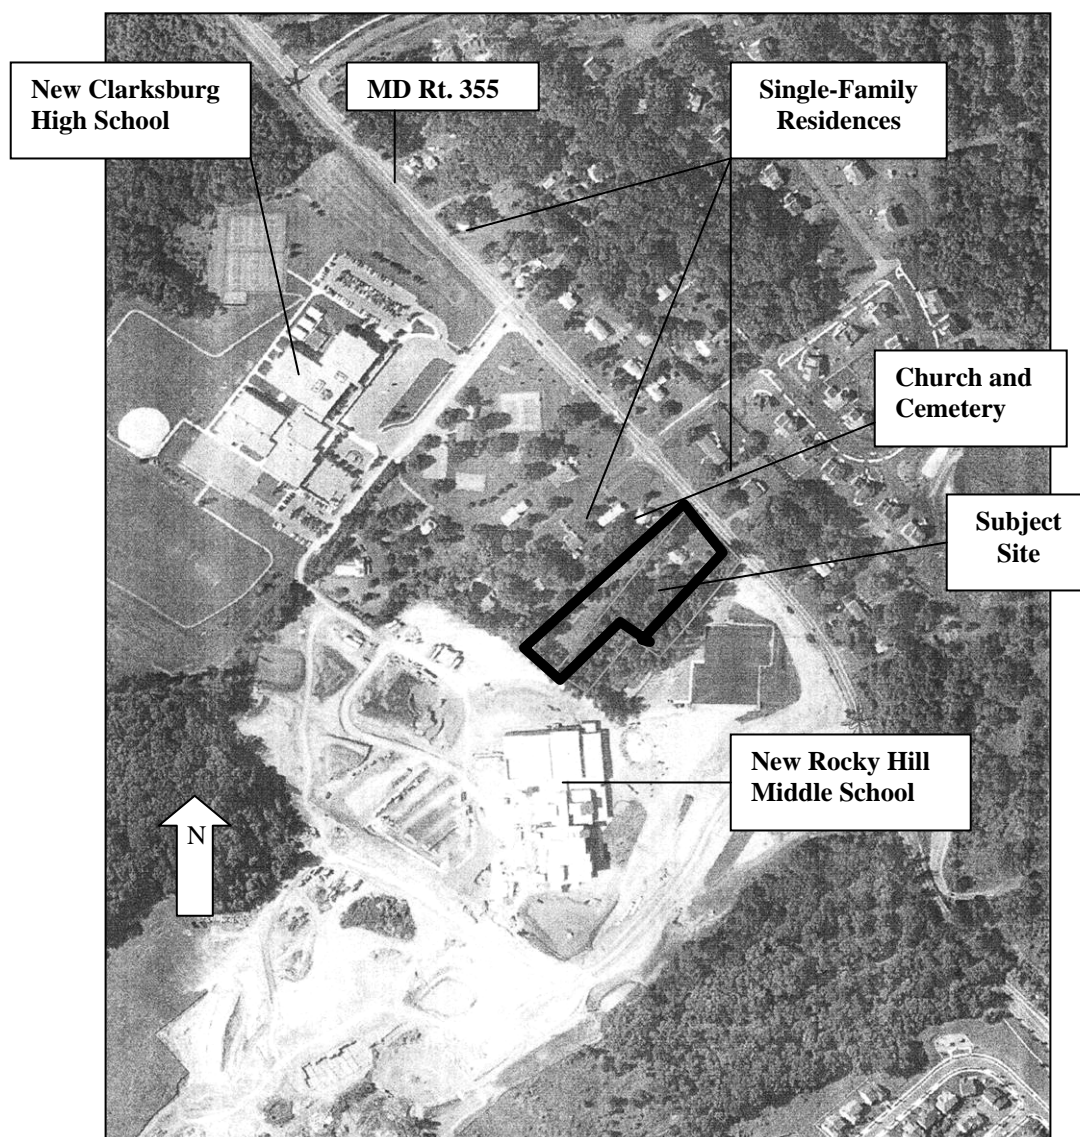 New Clarksburg
High School
MD Rt. 355
Single-Family
Residences
Church and
Cemetery
Subject
Site
New Rocky Hill
Middle School
N